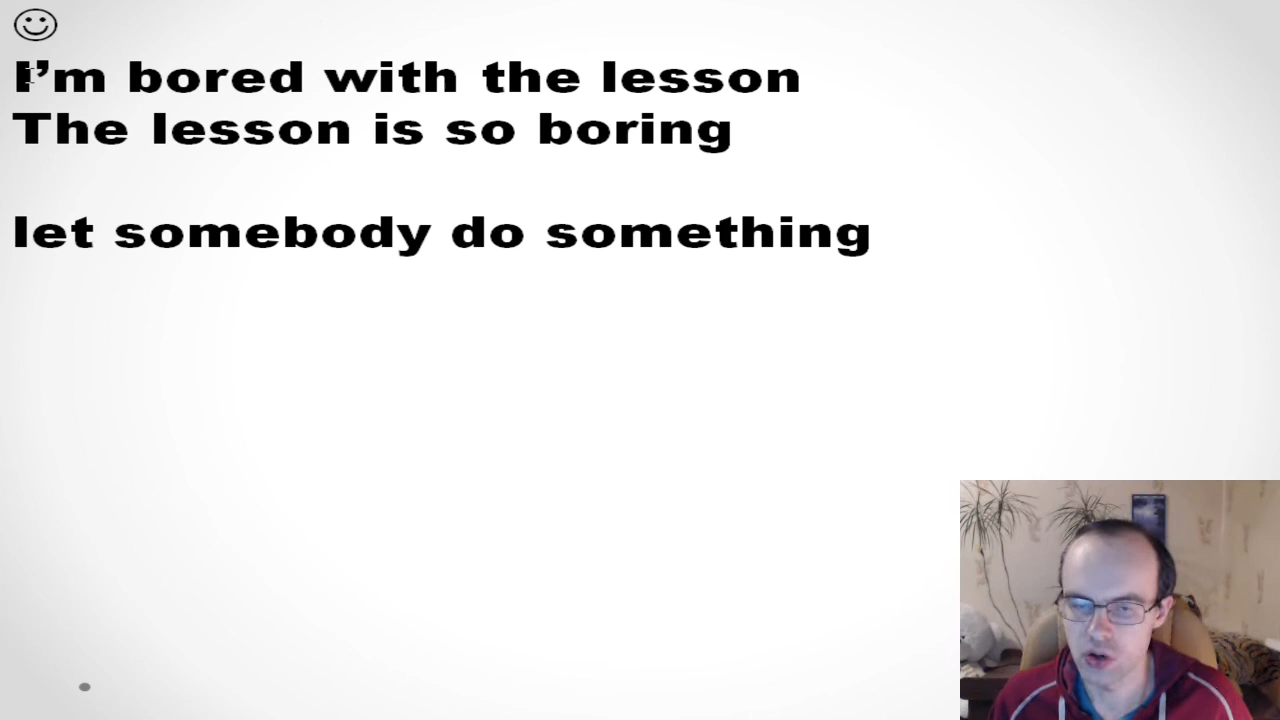 I’m bored with the lesson
The lesson is so boring
let somebody do something